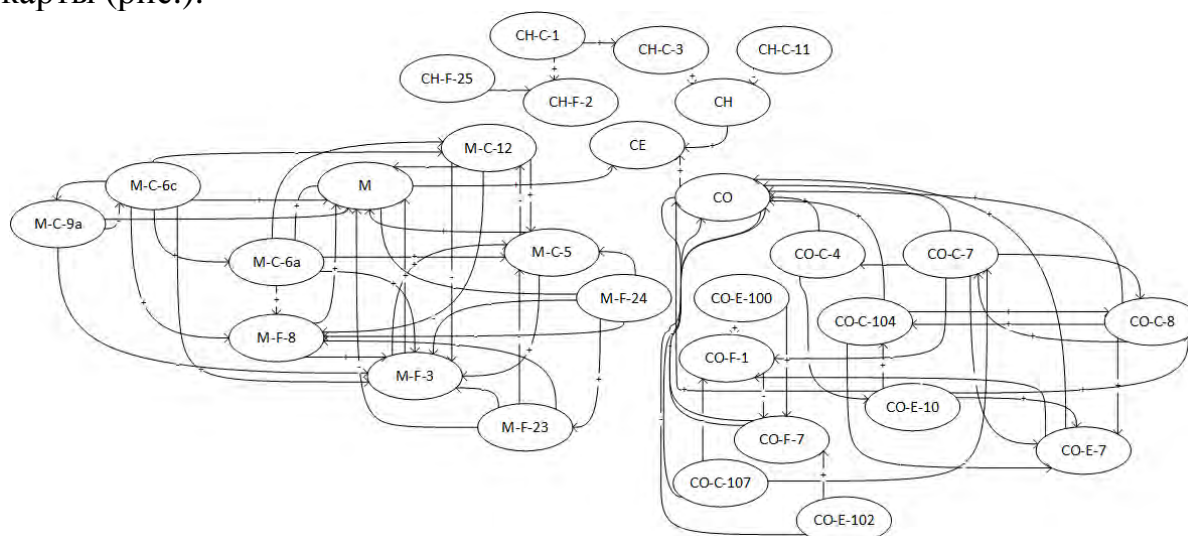 карты (рис.).
CH-C-1
CH-C-3
CH-C-11
CH-F-25
CH-F-2
CH
M-C-12
CE
M-C-6c
M
CO
M-C-9a
M-C-5
M-C-6a
CO-C-4
CO-C-7
M-F-24
CO-E-100
CO-C-104
CO-C-8
M-F-8
CO-F-1
M-F-3
CO-E-10
M-F-23
CO-F-7
CO-E-7
CO-C-107
CO-E-102